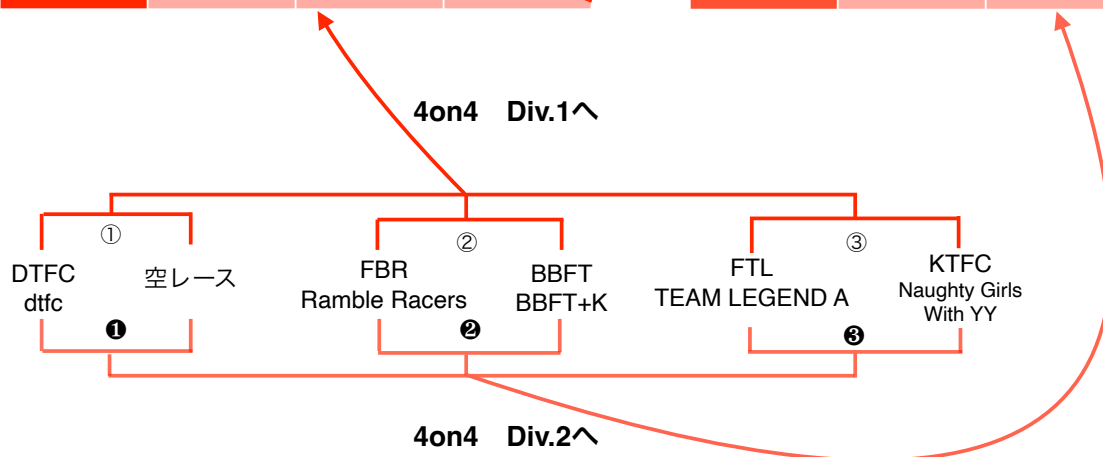 4on4 Div.1へ
①
②
③
DTFC
dtfc
空レース
FBR
Ramble Racers
BBFT
BBFT+K
FTL
TEAM LEGEND A
KTFC
Naughty Girls
With YY
❶
❷
❸
4on4 Div.2へ